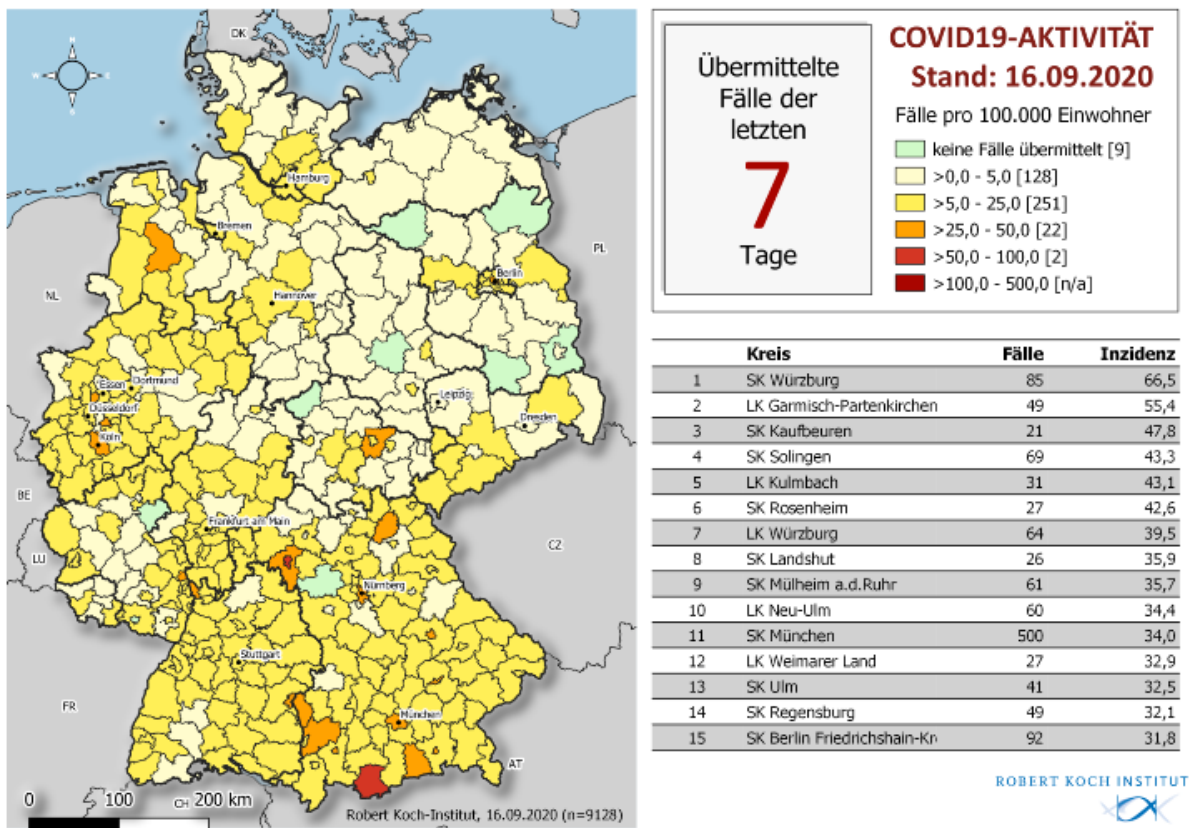 DK
N
W
E
S
Hamburg
Bremen
PL
Berlin
NL
Hannover
Essen
Dortmund
Düsseldorf
Leipzig
Köln
Dresden
BE
Frankfurt am Main
CZ
LU
Nürnberg
Stuttgart
FR
München
AT
0 100 CH 200 km
Robert Koch-Institut, 16.09.2020 (n=9128)
Übermittelte
Fälle der
letzten
7
Tage
COVID19-AKTIVITÄT
Stand: 16.09.2020
Fälle pro 100.000 Einwohner
keine Fälle übermittelt [9]
>0,0 - 5,0 [128]
>5,0 - 25,0 [251]
>25,0 - 50,0 [22]
>50,0 - 100,0 [2]
>100,0 - 500,0 [n/a]
Kreis Fälle Inzidenz
1 SK Würzburg 85 66,5
2 LK Garmisch-Partenkirchen 49 55,4
3 SK Kaufbeuren 21 47,8
4 SK Solingen 69 43,3
5 LK Kulmbach 31 43,1
6 SK Rosenheim 27 42,6
7 LK Würzburg 64 39,5
8 SK Landshut 26 35,9
9 SK Mülheim a.d.Ruhr 61 35,7
10 LK Neu-Ulm 60 34,4
11 SK München 500 34,0
12 LK Weimarer Land 27 32,9
13 SK Ulm 41 32,5
14 SK Regensburg 49 32,1
15 SK Berlin Friedrichshain-Kr 92 31,8
ROBERT KOCH INSTITUT